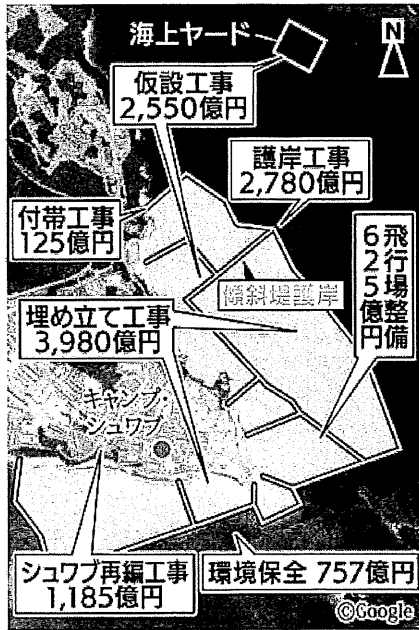 海上ヤード
N
仮設工事
2,550億円
護岸工事
2,780億円
付帯工事
125億円
飛行場整備
625億円
傾斜堤護岸
埋め立て工事
3,980億円
キャンプ・
シュワブ
シュワブ再編工事
1,185億円
環境保全 757億円
©Google